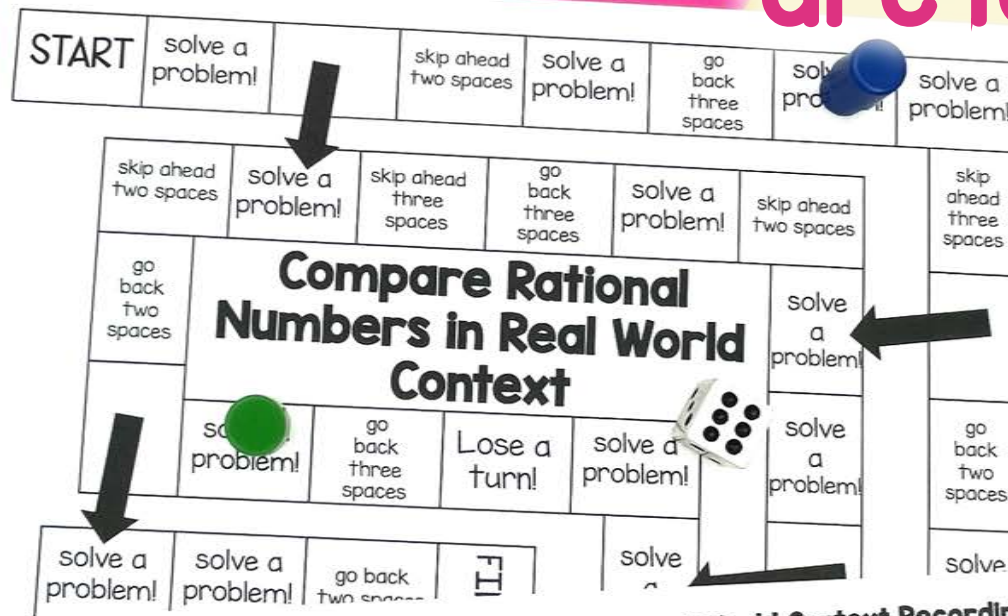 START
solve a
problem!
skip ahead
two spaces
solve a
problem!
go
back
three
spaces
solve a
problem!
skip
ahead
three
spaces
skip ahead
two spaces
solve a
problem!
skip ahead
three
spaces
go
back
three
spaces
solve a
problem!
skip ahead
two spaces
go
back
two
spaces
Compare Rational
Numbers in Real World
Context
solve
a
problem!
problem!
go
back
three
spaces
Lose a
turn!
solve a
problem!
solve
a
problem!
go
back
two
spaces
solve a
problem!
solve a
problem!
go back
two
solve
solve
Context